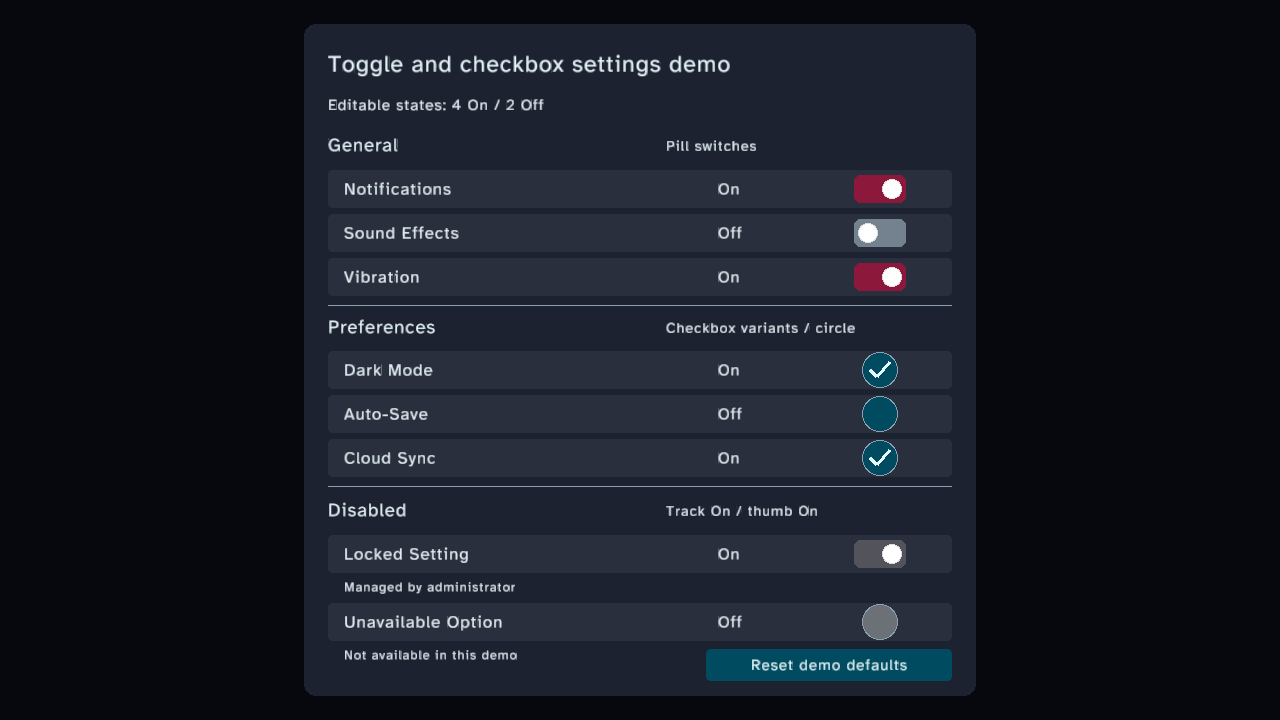 Toggle and checkbox settings demo
Editable states: 4 On / 2 Off
General Pill switches
Notifications On
Sound Effects Off
Vibration On
Preferences Checkbox variants / circle
Dark Mode On
Auto-Save Off
Cloud Sync On
Disabled Track On / thumb On
Locked Setting On
Managed by administrator
Unavailable Option Off
Not available in this demo
Reset demo defaults